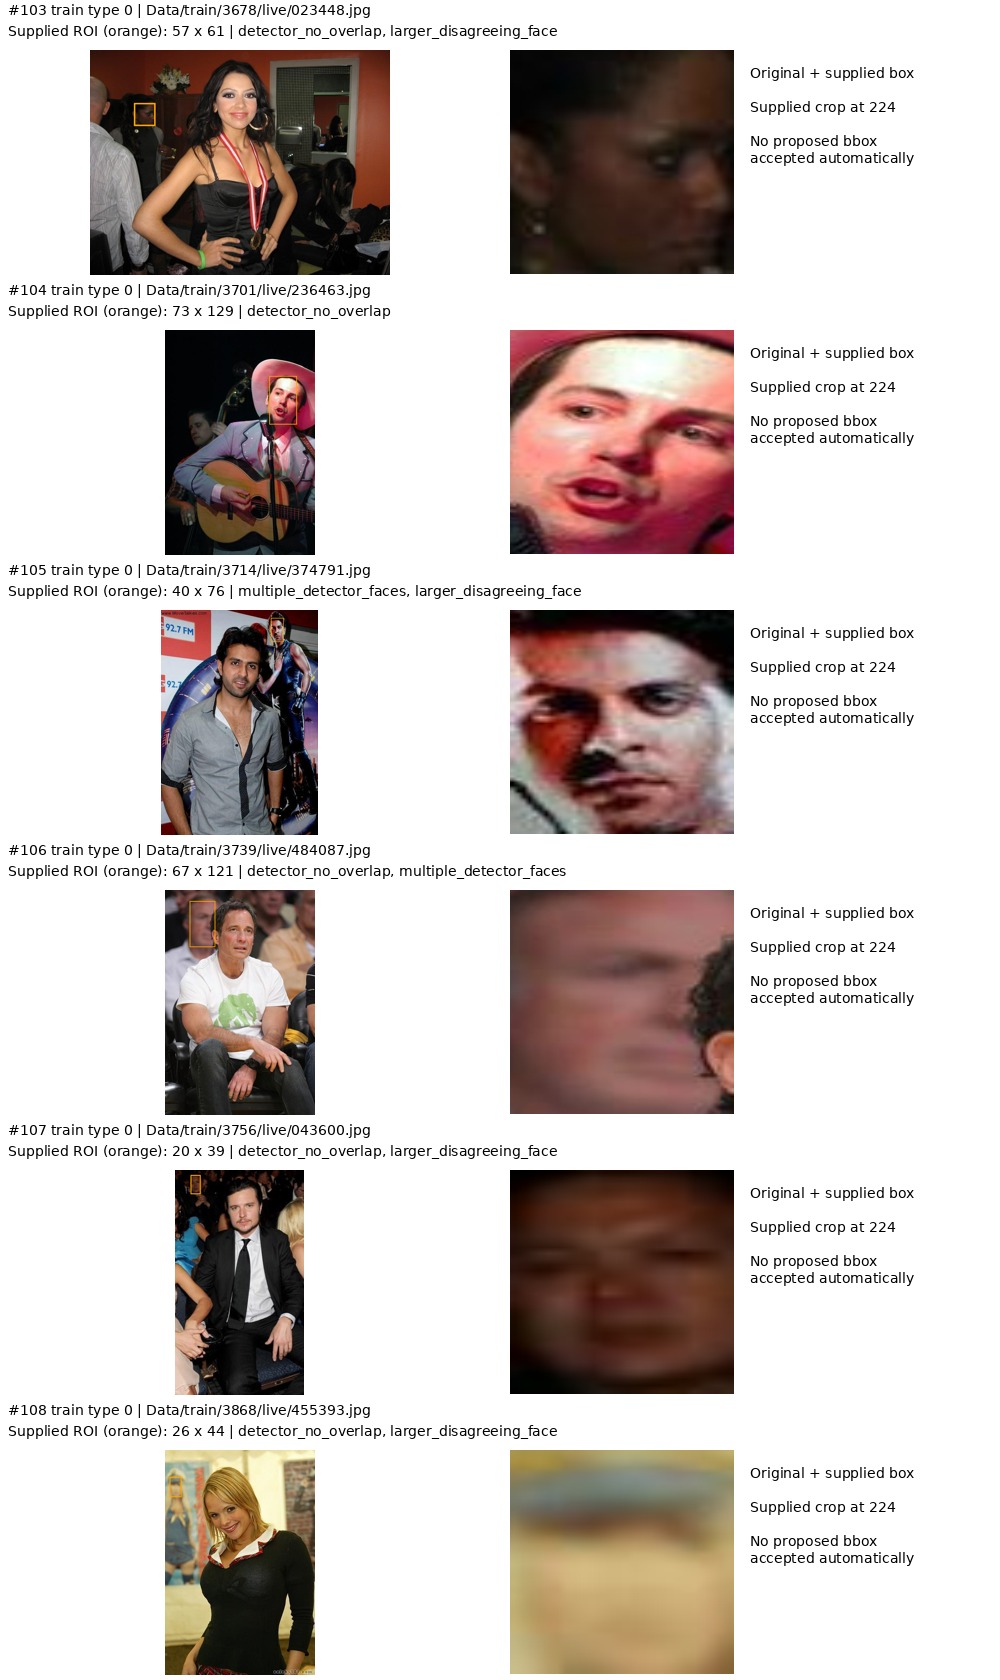 #103 train type 0 | Data/train/3678/live/023448.jpg
Supplied ROI (orange): 57 x 61 | detector_no_overlap, larger_disagreeing_face
Original + supplied box
Supplied crop at 224
No proposed bbox
accepted automatically
#104 train type 0 | Data/train/3701/live/236463.jpg
Supplied ROI (orange): 73 x 129 | detector_no_overlap
Original + supplied box
Supplied crop at 224
No proposed bbox
accepted automatically
#105 train type 0 | Data/train/3714/live/374791.jpg
Supplied ROI (orange): 40 x 76 | multiple_detector_faces, larger_disagreeing_face
92.7 FM
92.7
Original + supplied box
Supplied crop at 224
No proposed bbox
accepted automatically
#106 train type 0 | Data/train/3739/live/484087.jpg
Supplied ROI (orange): 67 x 121 | detector_no_overlap, multiple_detector_faces
Original + supplied box
Supplied crop at 224
No proposed bbox
accepted automatically
#107 train type 0 | Data/train/3756/live/043600.jpg
Supplied ROI (orange): 20 x 39 | detector_no_overlap, larger_disagreeing_face
Original + supplied box
Supplied crop at 224
No proposed bbox
accepted automatically
#108 train type 0 | Data/train/3868/live/455393.jpg
Supplied ROI (orange): 26 x 44 | detector_no_overlap, larger_disagreeing_face
Original + supplied box
Supplied crop at 224
No proposed bbox
accepted automatically